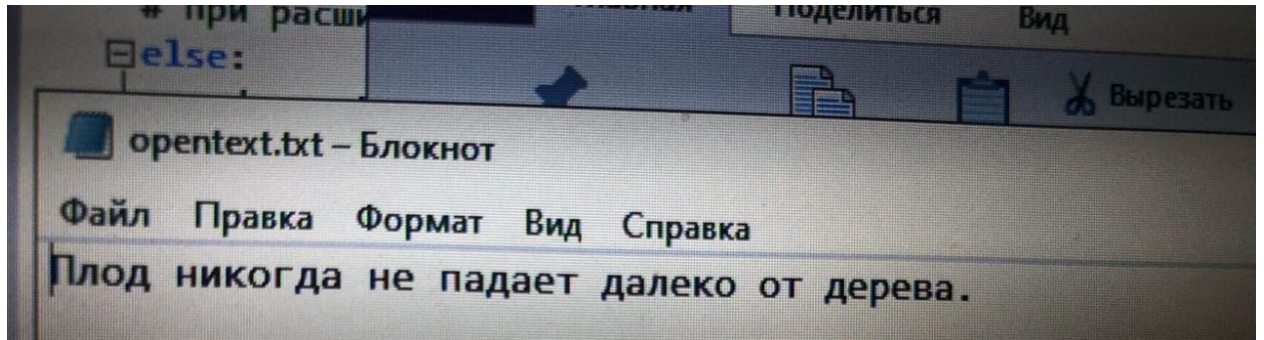 # При
else:
Поделиться
Вид
Вырезать
opentext.txt – Блокнот
Файл Правка Формат Вид Справка
Плод никогда не падает далеко от дерева.